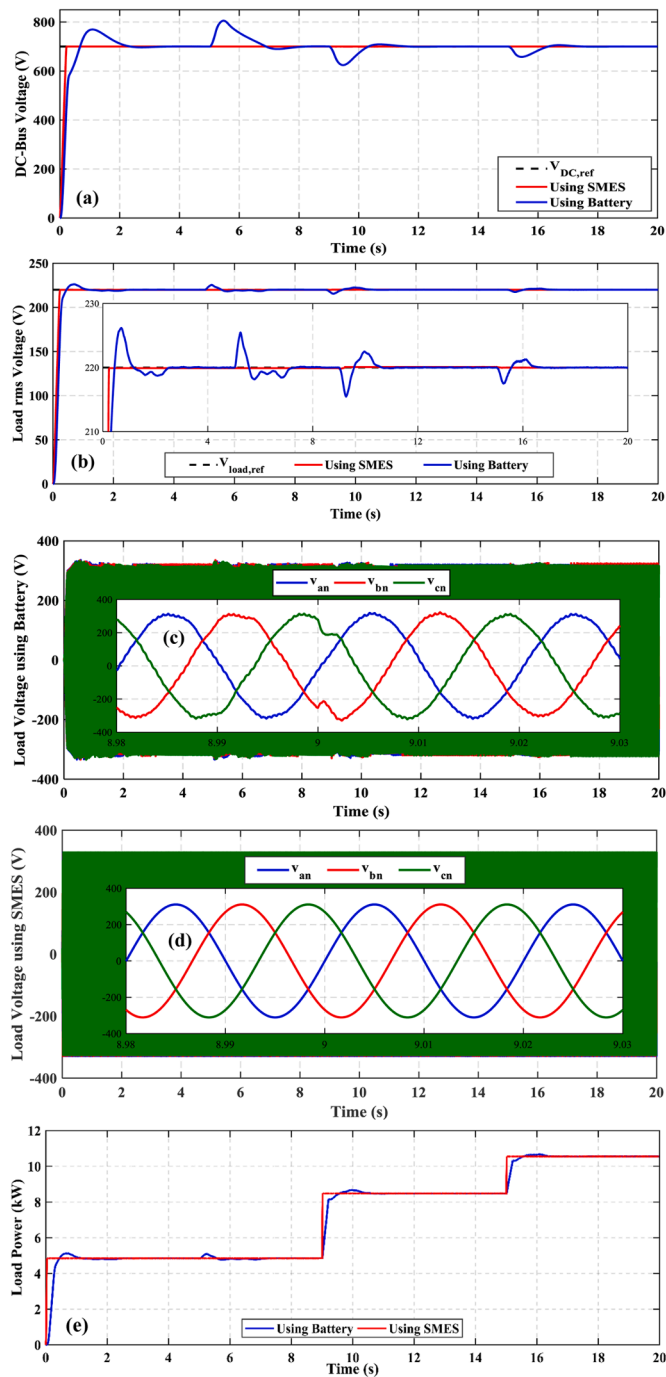 DC-Bus Voltage (V)
800
600
400
200
0
(a)
V_DC,ref
Using SMES
Using Battery
0 2 4 6 8 10 12 14 16 18 20
Time (s)
Load rms Voltage (V)
250
200
150
100
50
0
230
220
210
0 4 8 12 16 20
(b)
V_load,ref Using SMES Using Battery
0 2 4 6 8 10 12 14 16 18 20
Time (s)
Load Voltage using Battery (V)
400
200
0
-200
-400
v_an v_bn v_cn
(c)
400
200
0
-200
-400
8.98 8.99 9 9.01 9.02 9.03
0 2 4 6 8 10 12 14 16 18 20
Time (s)
Load Voltage using SMES (V)
400
200
0
-200
-400
v_an v_bn v_cn
(d)
400
200
0
-200
-400
8.98 8.99 9 9.01 9.02 9.03
0 2 4 6 8 10 12 14 16 18 20
Time (s)
Load Power (kW)
12
10
8
6
4
2
0
(e)
Using Battery Using SMES
0 2 4 6 8 10 12 14 16 18 20
Time (s)